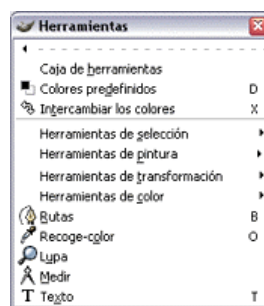 Herramientas
Caja de herramientas
Colores predefinidos D
Intercambiar los colores X
Herramientas de selección
Herramientas de pintura
Herramientas de transformación
Herramientas de color
Rutas B
Recoge-color O
Lupa
Medir
Texto T